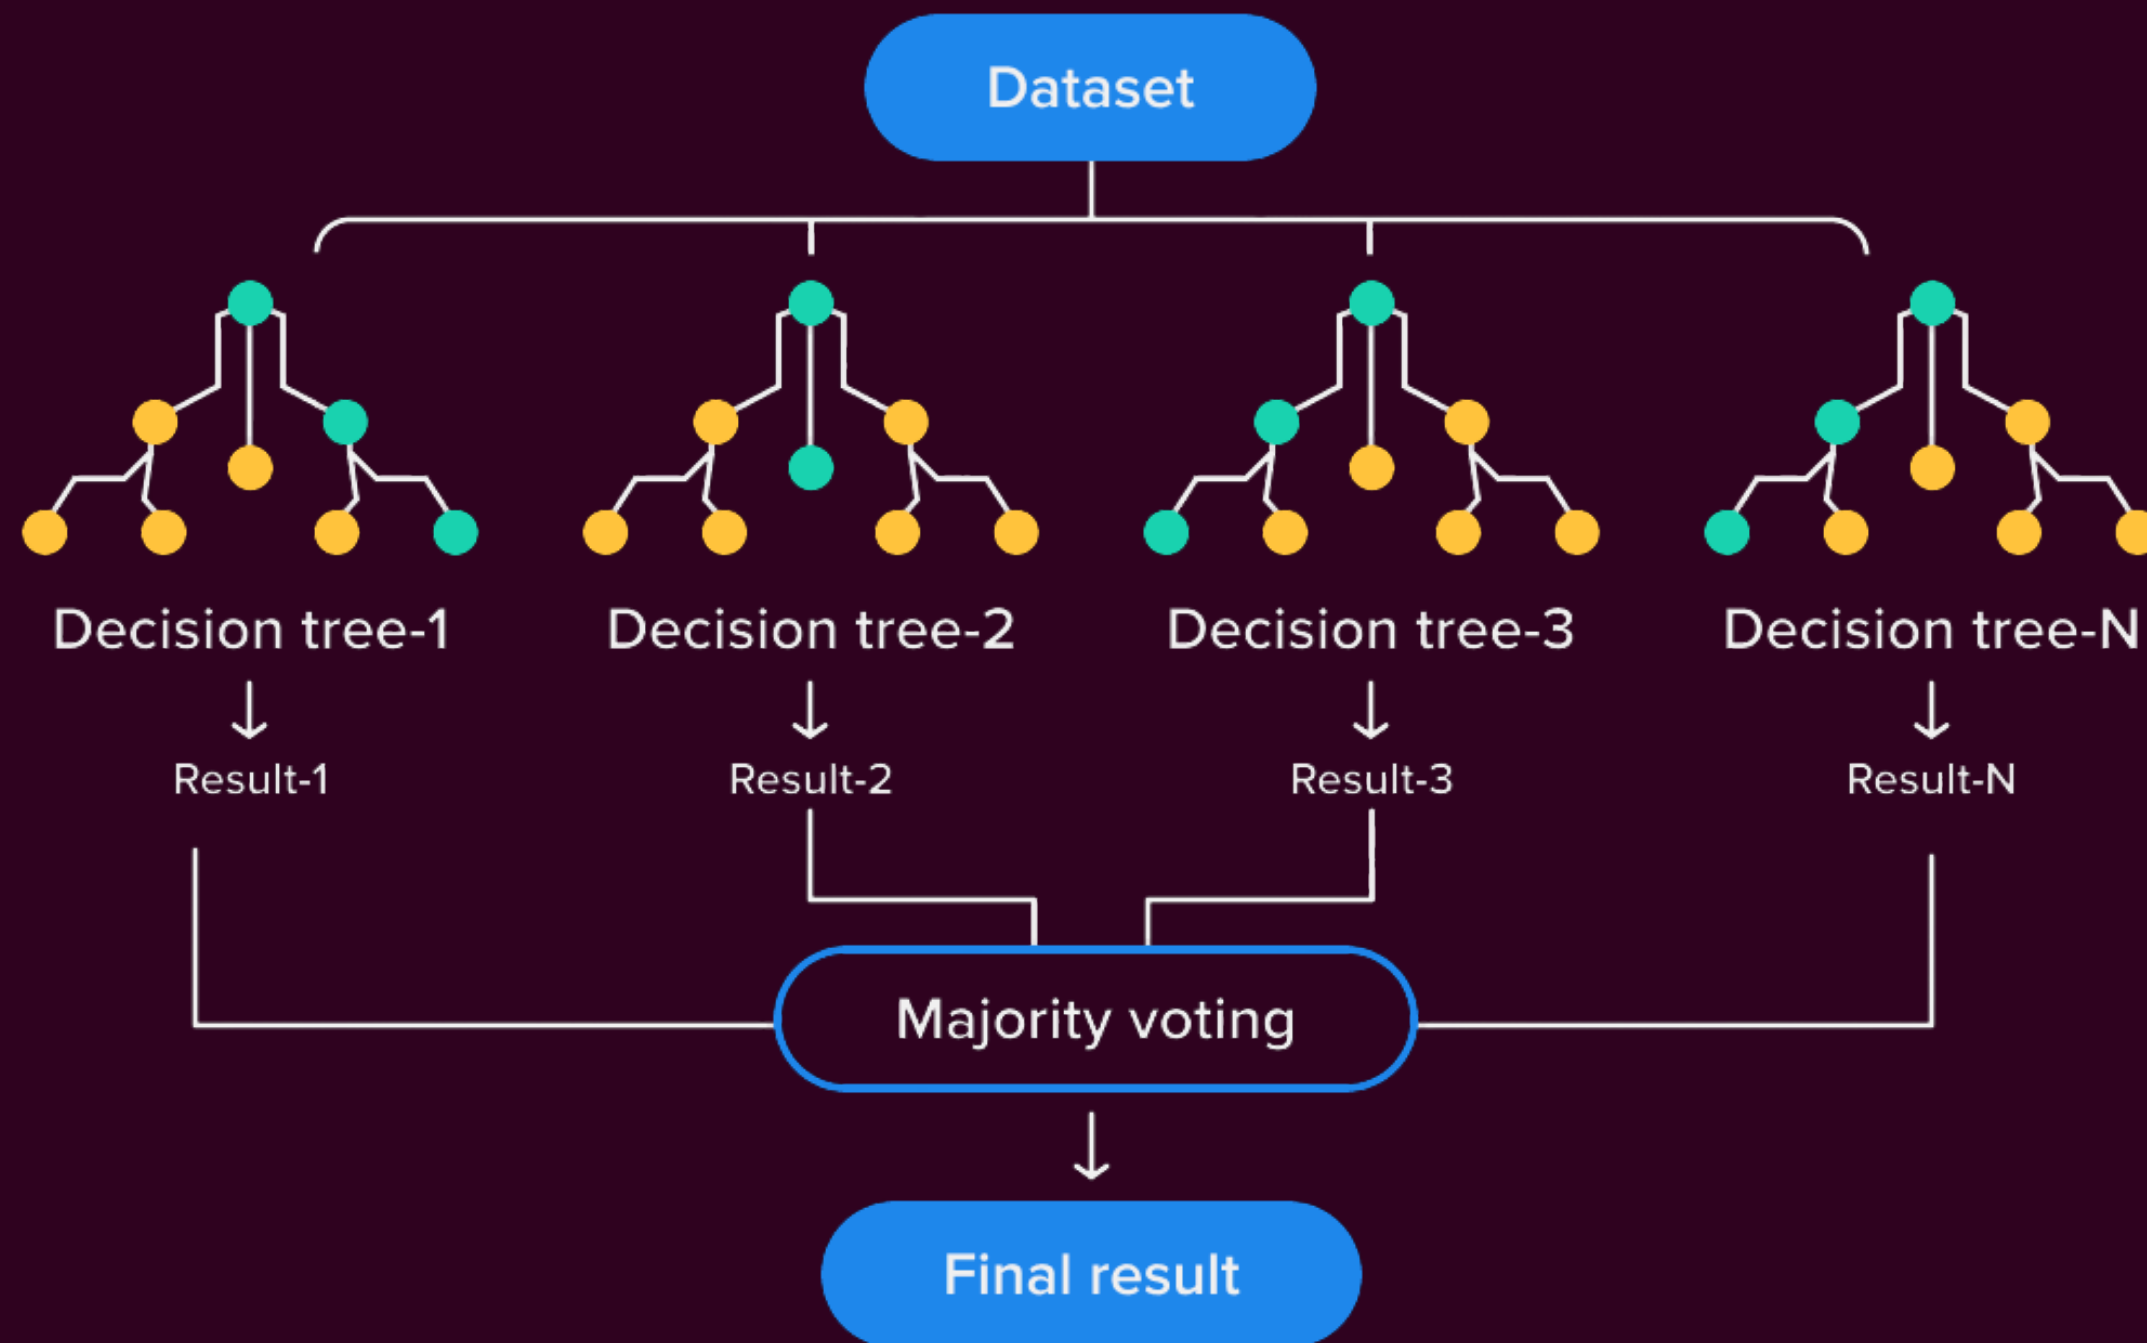 Dataset
Decision tree-1
Decision tree-2
Decision tree-3
Decision tree-N
Result-1
Result-2
Result-3
Result-N
Majority voting
Final result